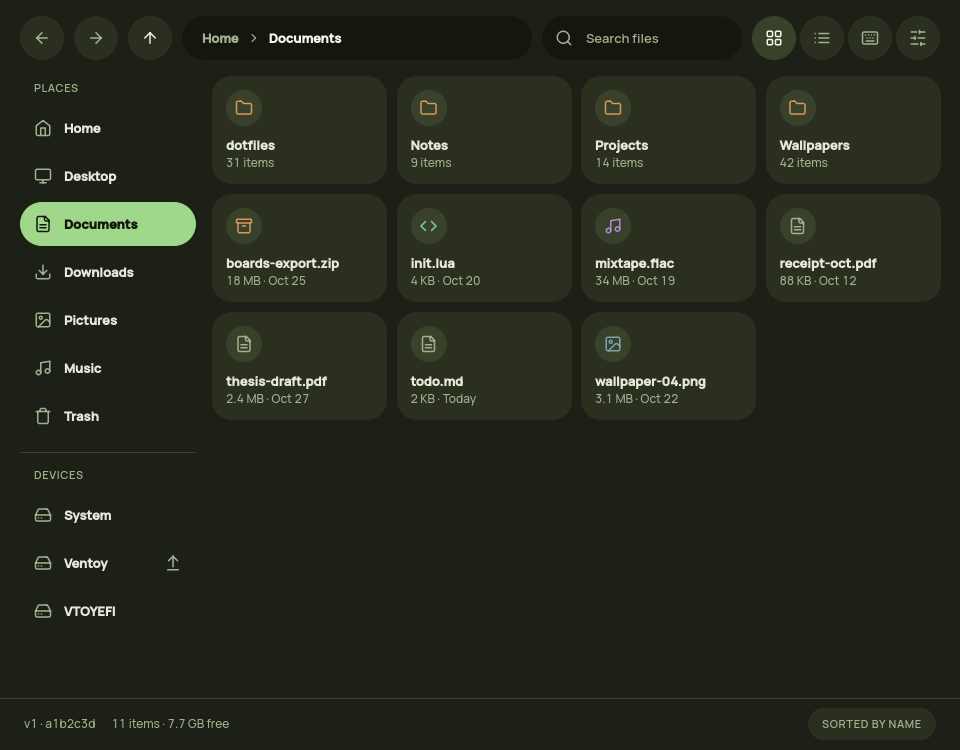 Home > Documents
Search files
PLACES
Home
Desktop
Documents
Downloads
Pictures
Music
Trash
DEVICES
System
Ventoy
VTOYEFI
dotfiles
31 items
Notes
9 items
Projects
14 items
Wallpapers
42 items
boards-export.zip
18 MB · Oct 25
init.lua
4 KB · Oct 20
mixtape.flac
34 MB · Oct 19
receipt-oct.pdf
88 KB · Oct 12
thesis-draft.pdf
2.4 MB · Oct 27
todo.md
2 KB · Today
wallpaper-04.png
3.1 MB · Oct 22
v1 · a1b2c3d
11 items · 7.7 GB free
SORTED BY NAME